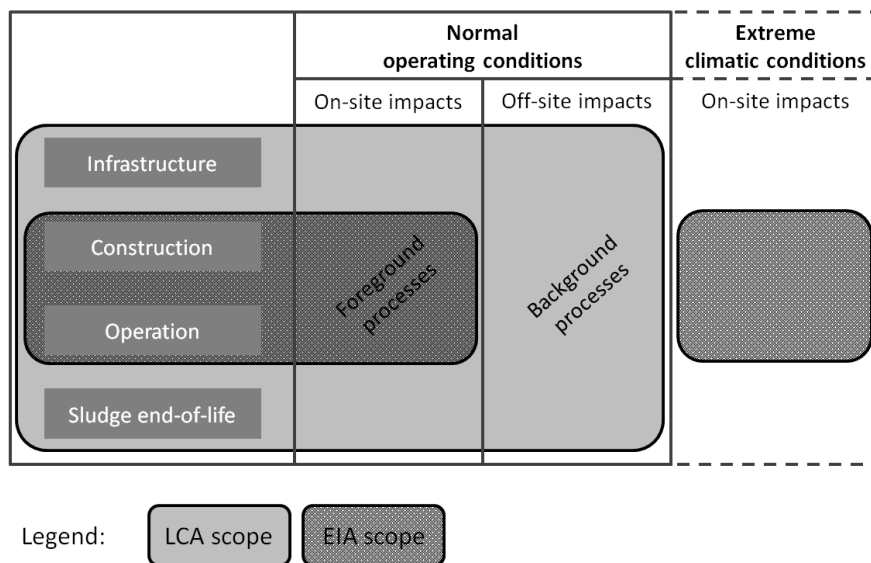 Normal
operating conditions
Extreme
climatic conditions
On-site impacts
Off-site impacts
On-site impacts
Infrastructure
Construction
Operation
Sludge end-of-life
Foreground
processes
Background
processes
Legend:
LCA scope
EIA scope